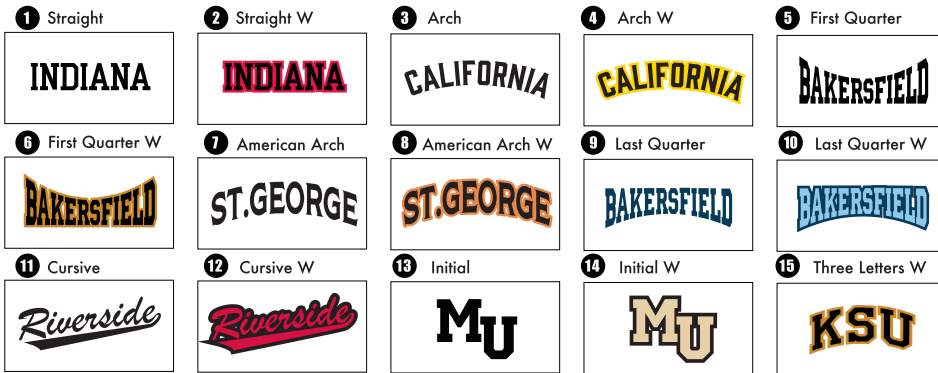 1 Straight
2 Straight W
3 Arch
4 Arch W
5 First Quarter
INDIANA
INDIANA
CALIFORNIA
CALIFORNIA
BAKERSFIELD
6 First Quarter W
7 American Arch
8 American Arch W
9 Last Quarter
10 Last Quarter W
BAKERSFIELD
ST.GEORGE
ST.GEORGE
BAKERSFIELD
BAKERSFIELD
11 Cursive
12 Cursive W
13 Initial
14 Initial W
15 Three Letters W
Riverside
Riverside
MU
MU
KSU